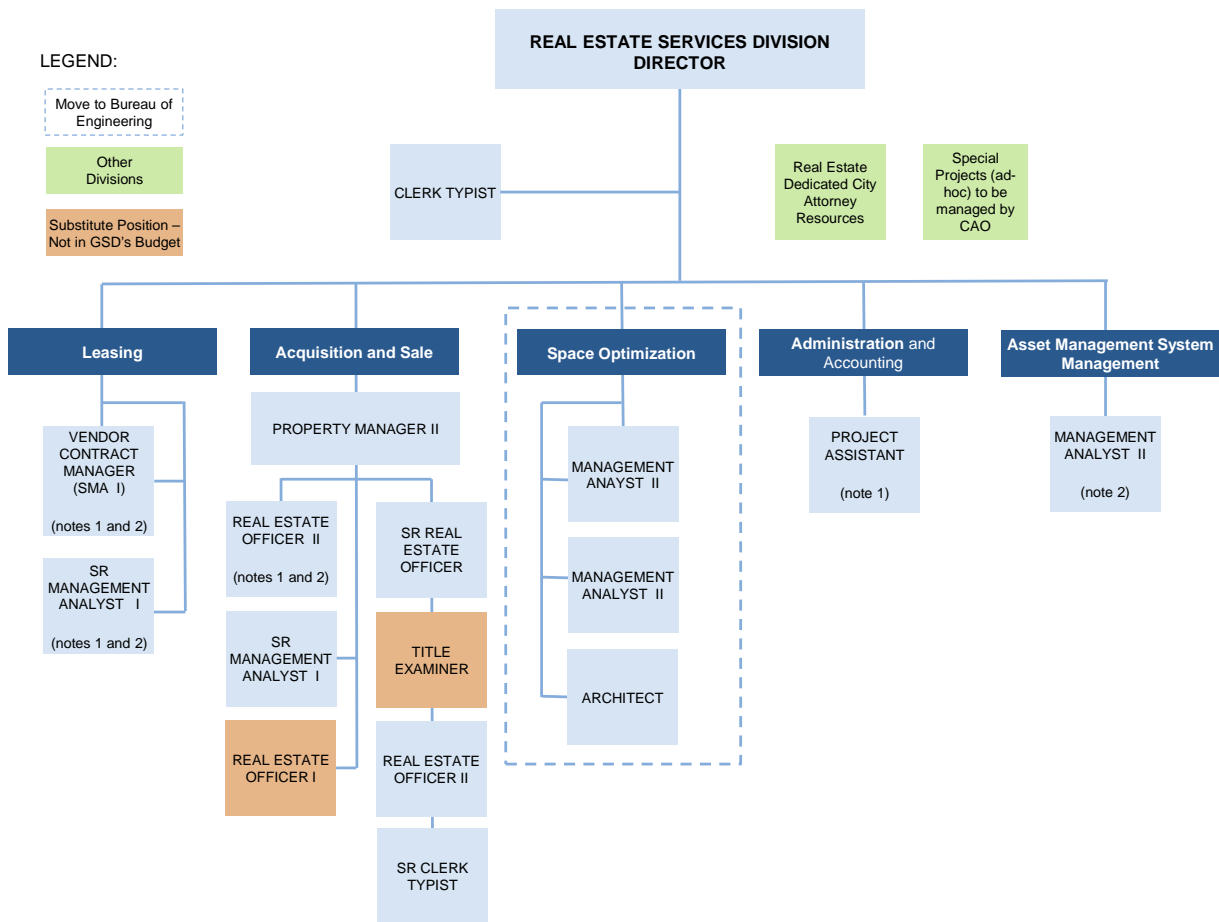 REAL ESTATE SERVICES DIVISION
DIRECTOR
LEGEND:
Move to Bureau of
Engineering
Other
Divisions
Substitute Position –
Not in GSD's Budget
CLERK TYPIST
Real Estate
Dedicated City
Attorney
Resources
Special
Projects (ad-
hoc) to be
managed by
CAO
Leasing
Acquisition and Sale
Space Optimization
Administration and
Accounting
Asset Management System
Management
VENDOR
CONTRACT
MANAGER
(SMA I)
(notes 1 and 2)
SR
MANAGEMENT
ANALYST I
(notes 1 and 2)
PROPERTY MANAGER II
REAL ESTATE
OFFICER II
(notes 1 and 2)
SR
MANAGEMENT
ANALYST I
REAL ESTATE
OFFICER I
SR REAL
ESTATE
OFFICER
TITLE
EXAMINER
REAL ESTATE
OFFICER II
SR CLERK
TYPIST
MANAGEMENT
ANAYST II
MANAGEMENT
ANALYST II
ARCHITECT
PROJECT
ASSISTANT
(note 1)
MANAGEMENT
ANALYST II
(note 2)